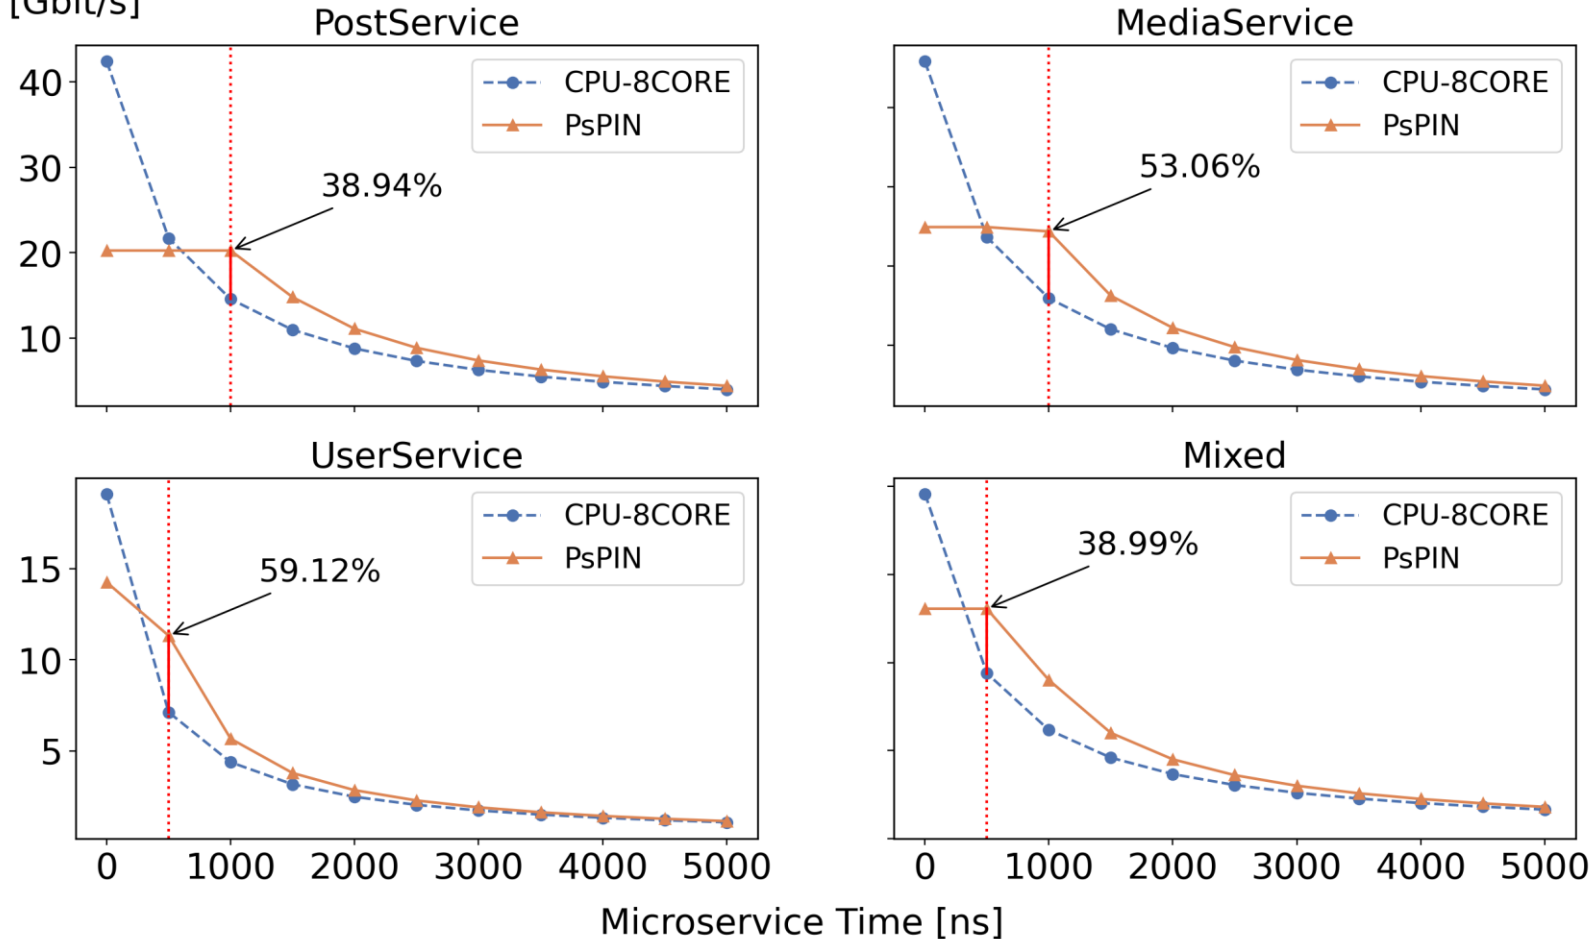 [Gbit/s]
PostService
40
30
20
10
CPU-8CORE
PsPIN
38.94%
MediaService
CPU-8CORE
PsPIN
53.06%
UserService
15
10
5
CPU-8CORE
PsPIN
59.12%
0 1000 2000 3000 4000 5000
Mixed
CPU-8CORE
PsPIN
38.99%
0 1000 2000 3000 4000 5000
Microservice Time [ns]